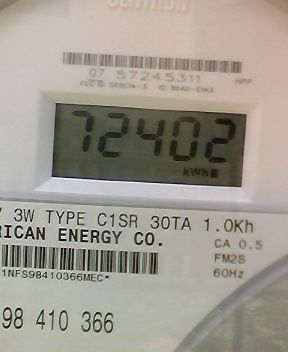 CENTRON
07 57245311
72402
kWh
3W TYPE C1SR 30TA 1.0Kh
RICAN ENERGY CO.
CA 0.5
FM2S
1NFS98410366MEC*
60Hz
98 410 366